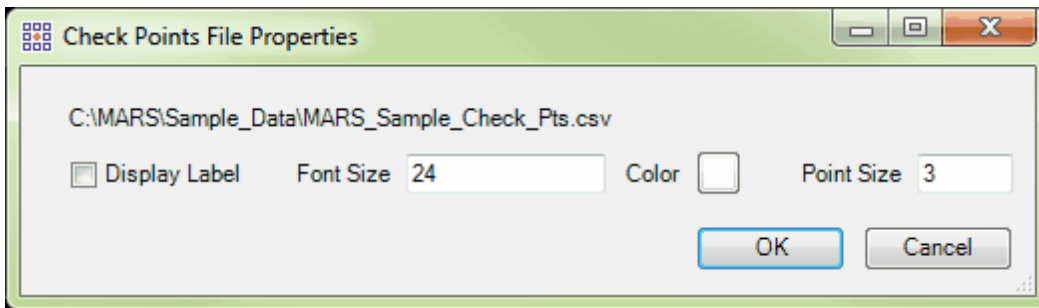 Check Points File Properties
C:\MARS\Sample_Data\MARS_Sample_Check_Pts.csv
Display Label Font Size 24 Color Point Size 3
OK Cancel